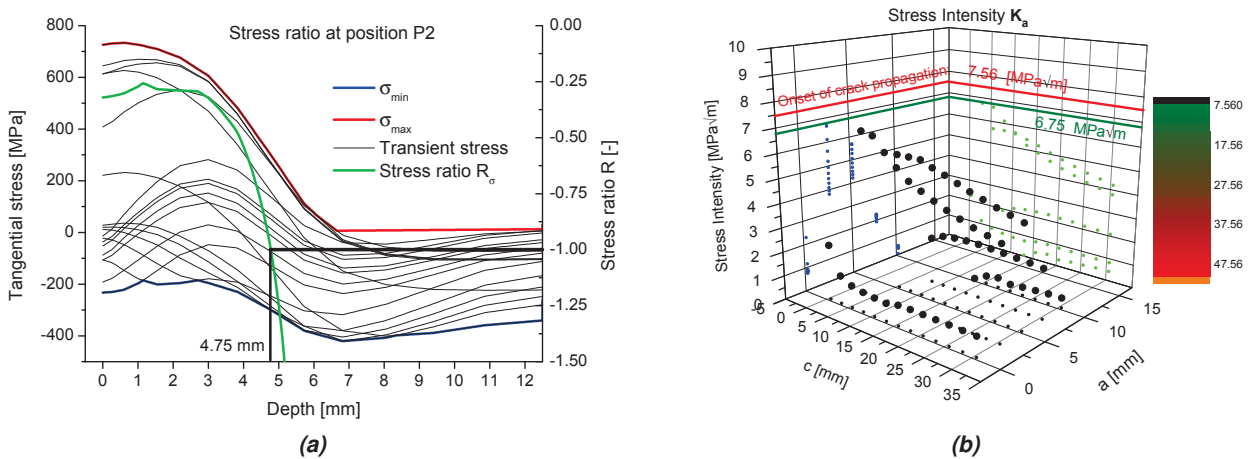 Stress ratio at position P2
σmin
σmax
Transient stress
Stress ratio Rσ
Tangential stress [MPa]
800
600
400
200
0
-200
-400
0.00
-0.25
-0.50
-0.75
-1.00
-1.25
-1.50
Stress ratio R [-]
4.75 mm
0 1 2 3 4 5 6 7 8 9 10 11 12
Depth [mm]
(a)
Stress Intensity Ka
Stress Intensity [MPa√m]
10
9
8
7
6
5
4
3
2
1
0
Onset of crack propagation:
7.56 [MPa√m]
6.75 MPa√m
-5 0 5 10 15 20 25 30 35
c [mm]
0 5 10 15
a [mm]
7.560
17.56
27.56
37.56
47.56
(b)